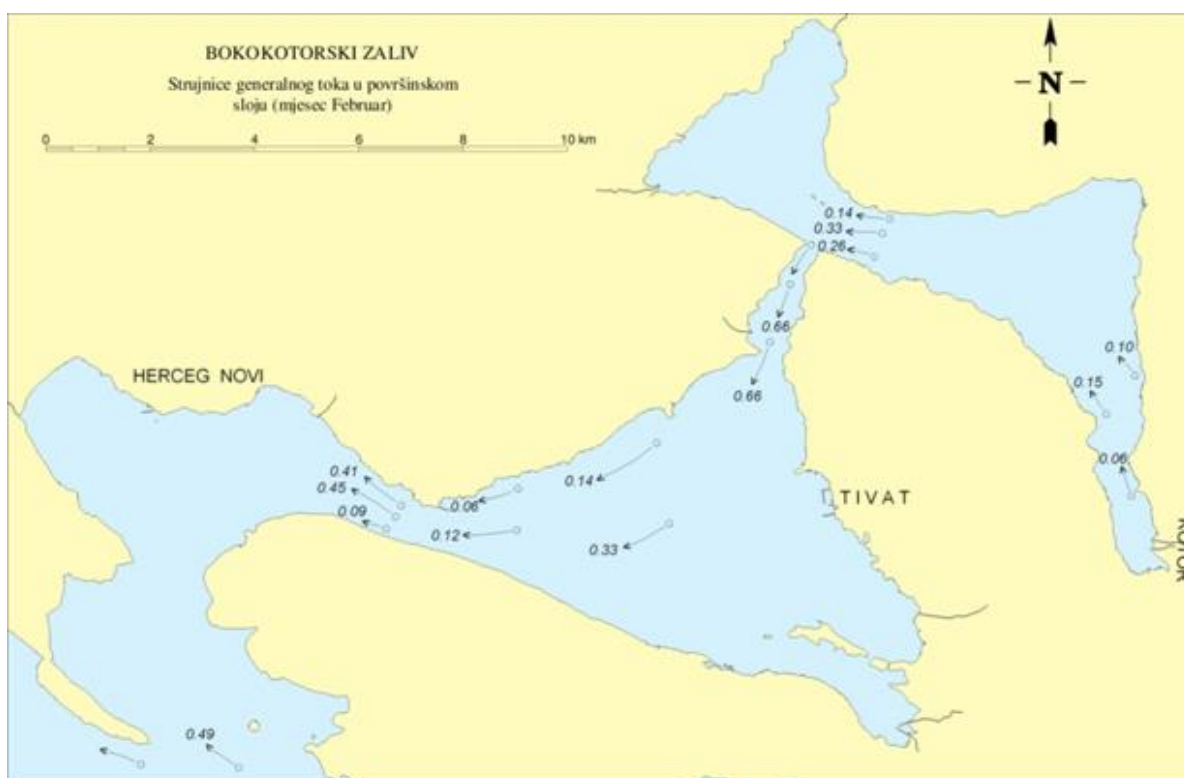 BOKOKOTORSKI ZALIV
Strujnice generalnog toka u površinskom
sloju (mjesec Februar)
0 2 4 6 8 10 km
N
0.14
0.33
0.26
0.66
0.66
0.10
0.15
0.06
HERCEG NOVI
0.41
0.45
0.09
0.06
0.12
0.14
0.33
TIVAT
KOTOR
0.49